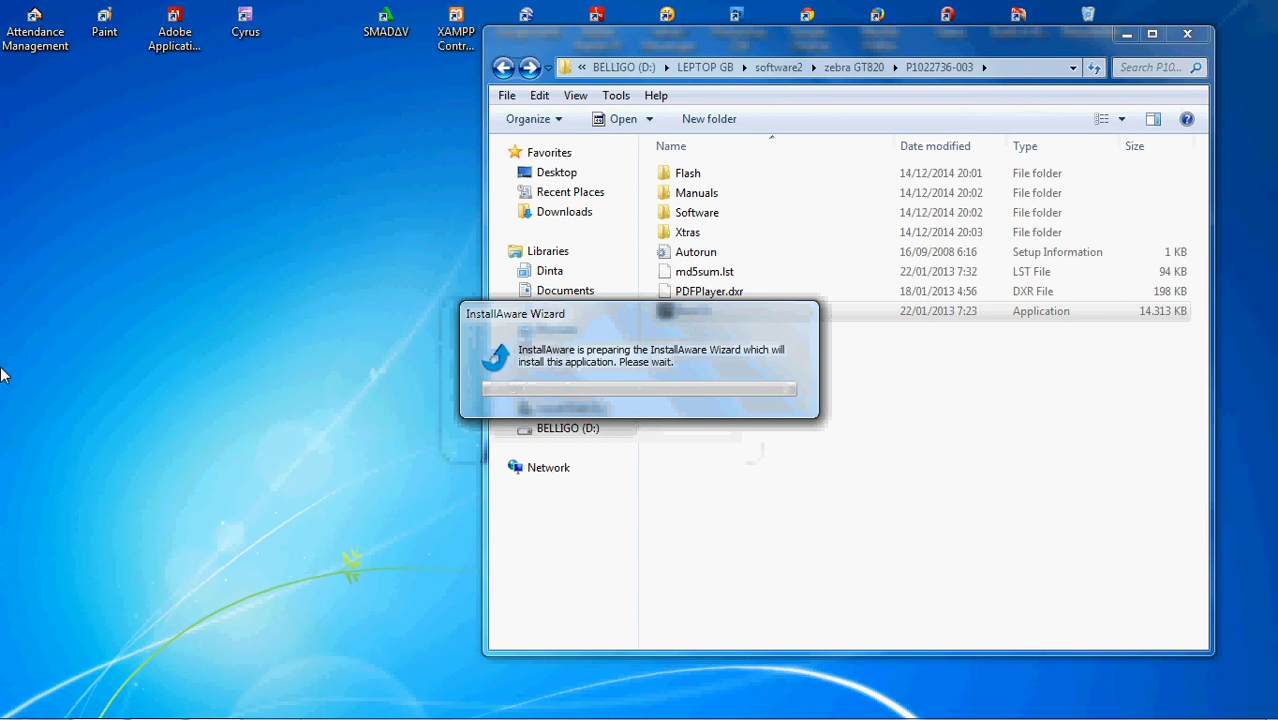 Attendance
Management
Paint
Adobe
Applicati...
Cyrus
SMADΔV
XAMPP
Contr...
« BELLIGO (D:) LEPTOP GB software2 zebra GT820 P1022736-003
Search P10...
File Edit View Tools Help
Organize Open New folder
Name Date modified Type Size
Favorites
Desktop
Recent Places
Downloads
Libraries
Dinta
Documents
BELLIGO (D:)
Network
Flash 14/12/2014 20:01 File folder
Manuals 14/12/2014 20:02 File folder
Software 14/12/2014 20:02 File folder
Xtras 14/12/2014 20:03 File folder
Autorun 16/09/2008 6:16 Setup Information 1 KB
md5sum.lst 22/01/2013 7:32 LST File 94 KB
PDFPlayer.dxr 18/01/2013 4:56 DXR File 198 KB
22/01/2013 7:23 Application 14.313 KB
InstallAware Wizard
InstallAware is preparing the InstallAware Wizard which will
install this application. Please wait.